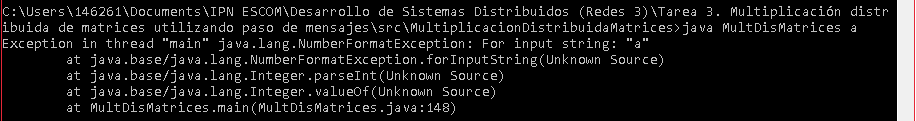 C:\Users\146261\Documents\IPN ESCOM\Desarrollo de Sistemas Distribuidos (Redes 3)\Tarea 3. Multiplicación distr
ibuida de matrices utilizando paso de mensajes\src\MultiplicacionDistribuidaMatrices>java MultDisMatrices a
Exception in thread "main" java.lang.NumberFormatException: For input string: "a"
        at java.base/java.lang.NumberFormatException.forInputString(Unknown Source)
        at java.base/java.lang.Integer.parseInt(Unknown Source)
        at java.base/java.lang.Integer.valueOf(Unknown Source)
        at MultDisMatrices.main(MultDisMatrices.java:148)